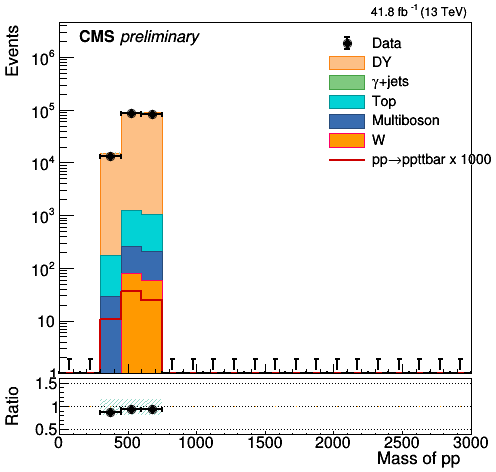 41.8 fb⁻¹ (13 TeV)
CMS preliminary
Events
10⁶
10⁵
10⁴
10³
10²
10
1
Data
DY
γ+jets
Top
Multiboson
W
pp→ppttbar x 1000
Ratio
1.5
1
0.5
0 500 1000 1500 2000 2500 3000
Mass of pp